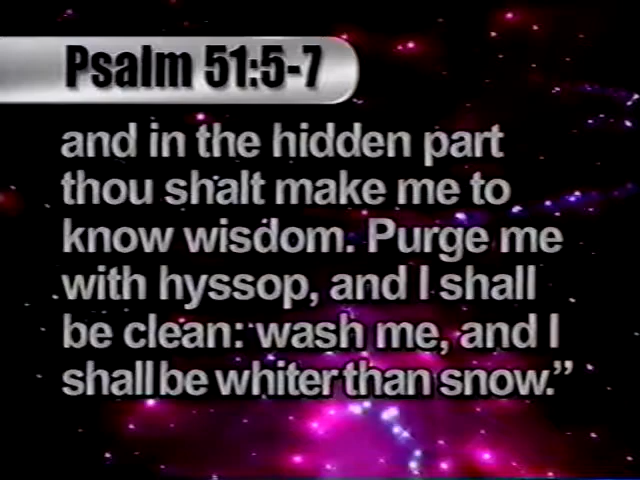 Psalm 51:5-7
and in the hidden part
thou shalt make me to
know wisdom. Purge me
with hyssop, and I shall
be clean: wash me, and I
shall be whiter than snow.”